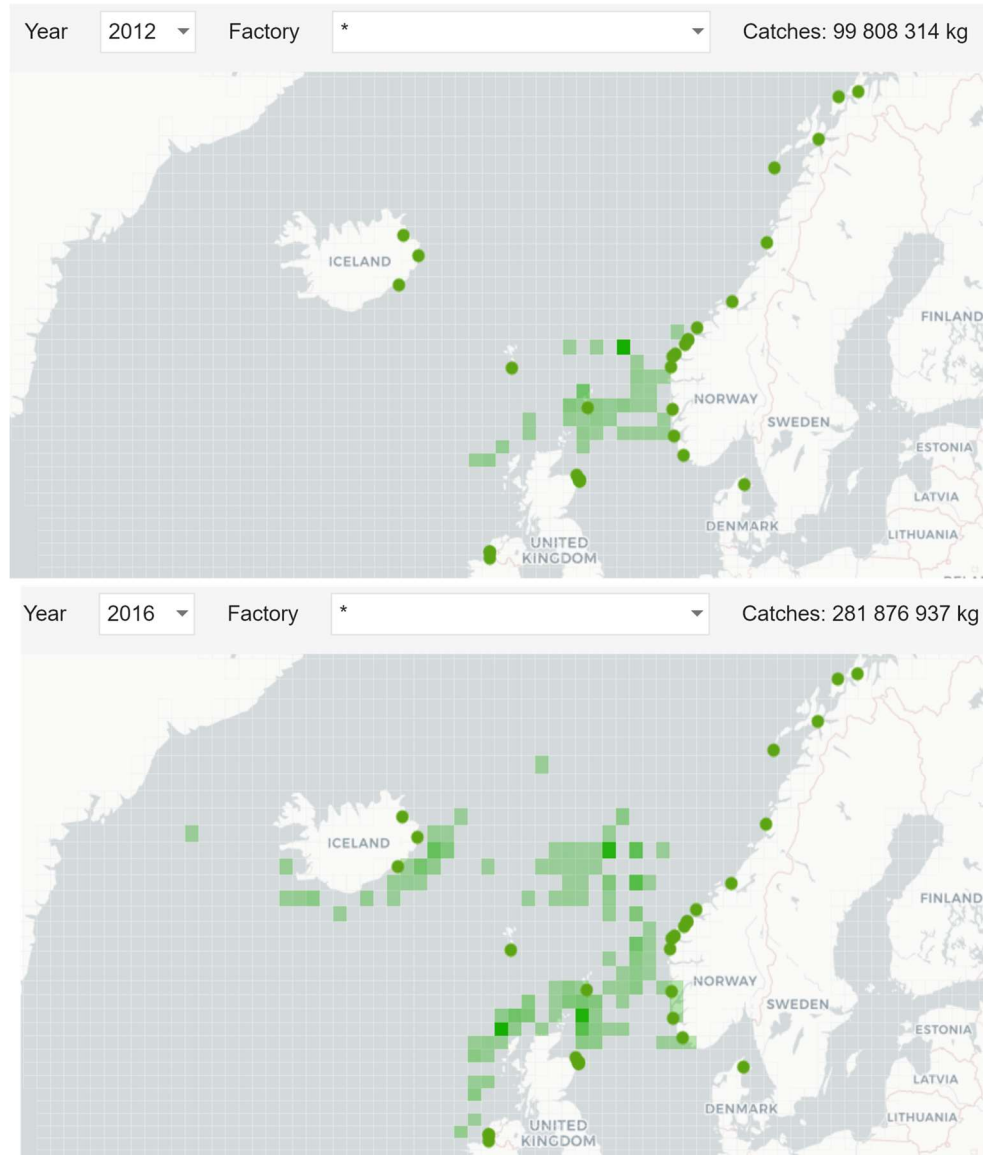 Year 2012 Factory * Catches: 99 808 314 kg
ICELAND
FINLAND
NORWAY
SWEDEN
ESTONIA
LATVIA
DENMARK
LITHUANIA
UNITED
KINGDOM
Year 2016 Factory * Catches: 281 876 937 kg
ICELAND
FINLAND
NORWAY
SWEDEN
ESTONIA
LATVIA
DENMARK
LITHUANIA
UNITED
KINGDOM